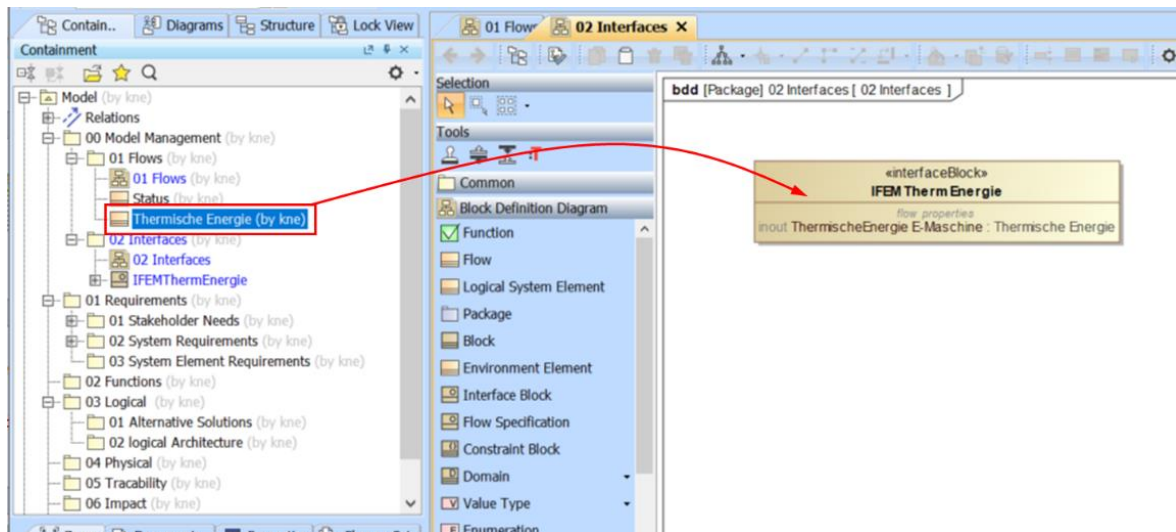 Contain..
Diagrams
Structure
Lock View
Containment
Model (by kne)
Relations
00 Model Management (by kne)
01 Flows (by kne)
01 Flows (by kne)
Status (by kne)
Thermische Energie (by kne)
02 Interfaces (by kne)
02 Interfaces
IFEMThermEnergie
01 Requirements (by kne)
01 Stakeholder Needs (by kne)
02 System Requirements (by kne)
03 System Element Requirements (by kne)
02 Functions (by kne)
03 Logical (by kne)
01 Alternative Solutions (by kne)
02 logical Architecture (by kne)
04 Physical (by kne)
05 Tracability (by kne)
06 Impact (by kne)
01 Flows
02 Interfaces
Selection
Tools
Common
Block Definition Diagram
Function
Flow
Logical System Element
Package
Block
Environment Element
Interface Block
Flow Specification
Constraint Block
Domain
Value Type
Enumeration
bdd [Package] 02 Interfaces [ 02 Interfaces ]
«interfaceBlock»
IFEM Therm Energie
flow properties
inout ThermischeEnergie E-Maschine : Thermische Energie